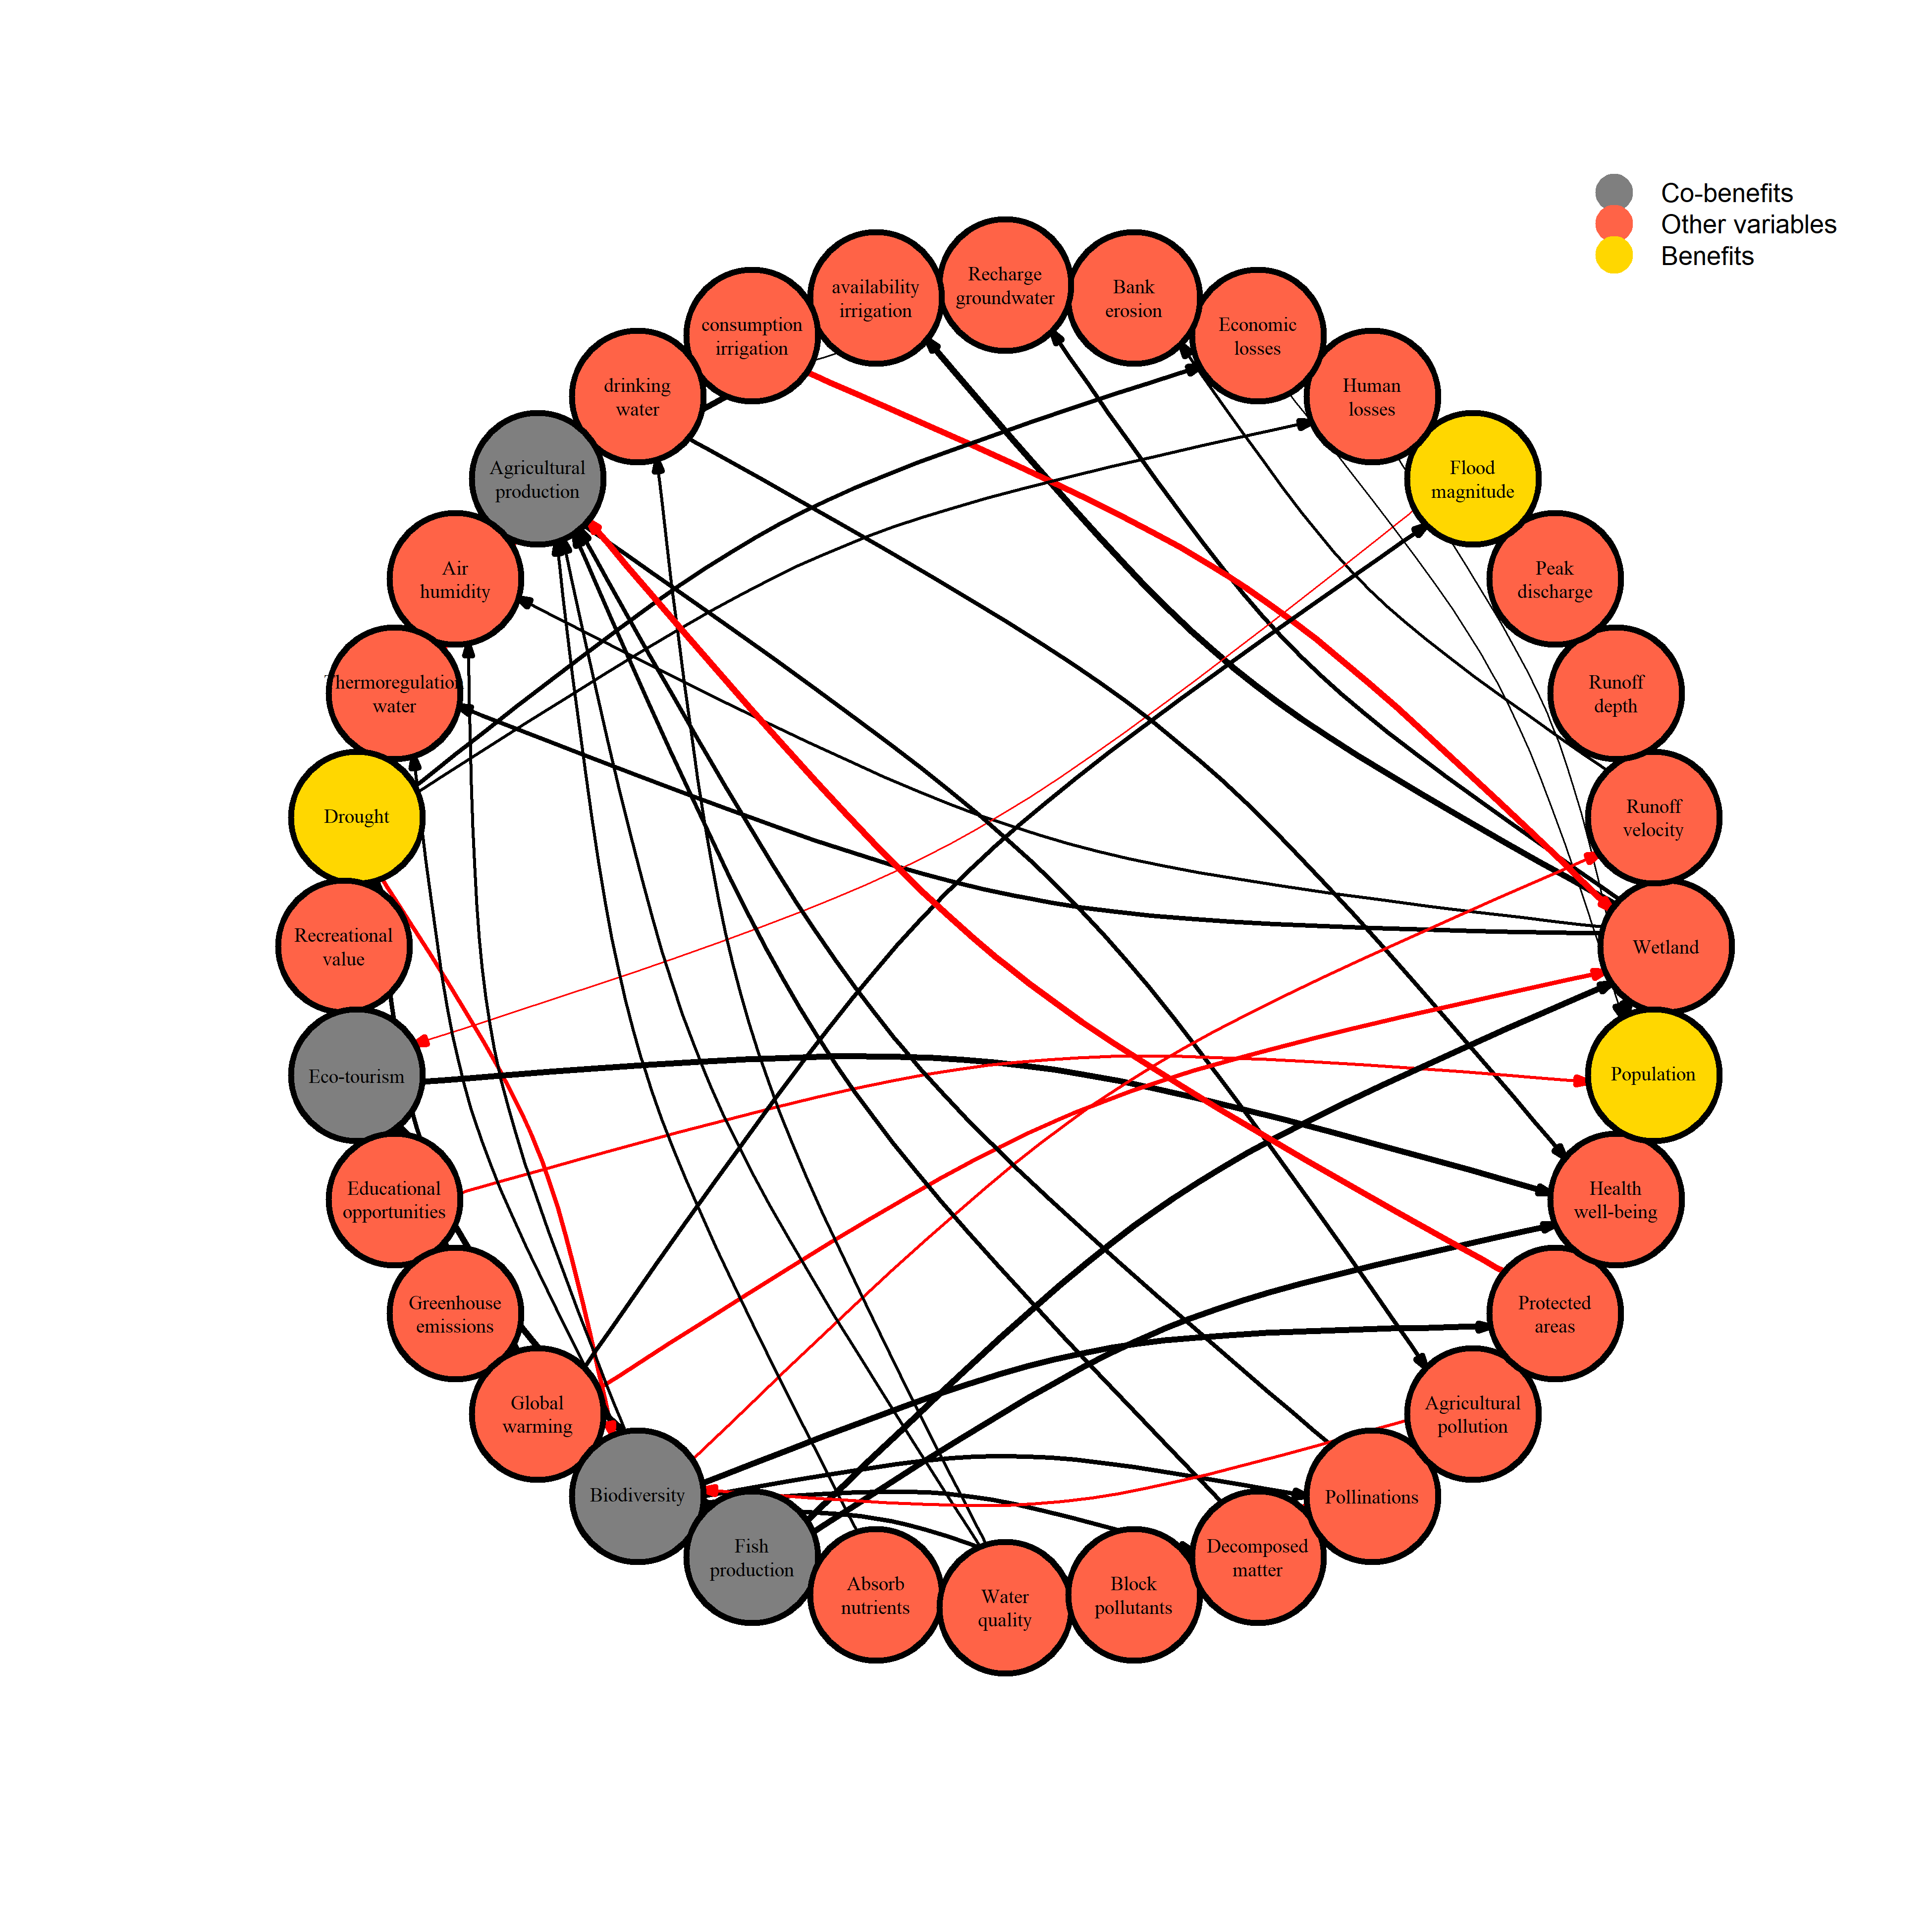 Co-benefits
Other variables
Benefits
Recharge
groundwater
availability
irrigation
Bank
erosion
consumption
irrigation
Economic
losses
drinking
water
Human
losses
Agricultural
production
Flood
magnitude
Air
humidity
Peak
discharge
Thermoregulation
water
Runoff
depth
Drought
Runoff
velocity
Recreational
value
Wetland
Eco-tourism
Population
Educational
opportunities
Health
well-being
Greenhouse
emissions
Protected
areas
Global
warming
Agricultural
pollution
Biodiversity
Pollinations
Fish
production
Decomposed
matter
Absorb
nutrients
Block
pollutants
Water
quality